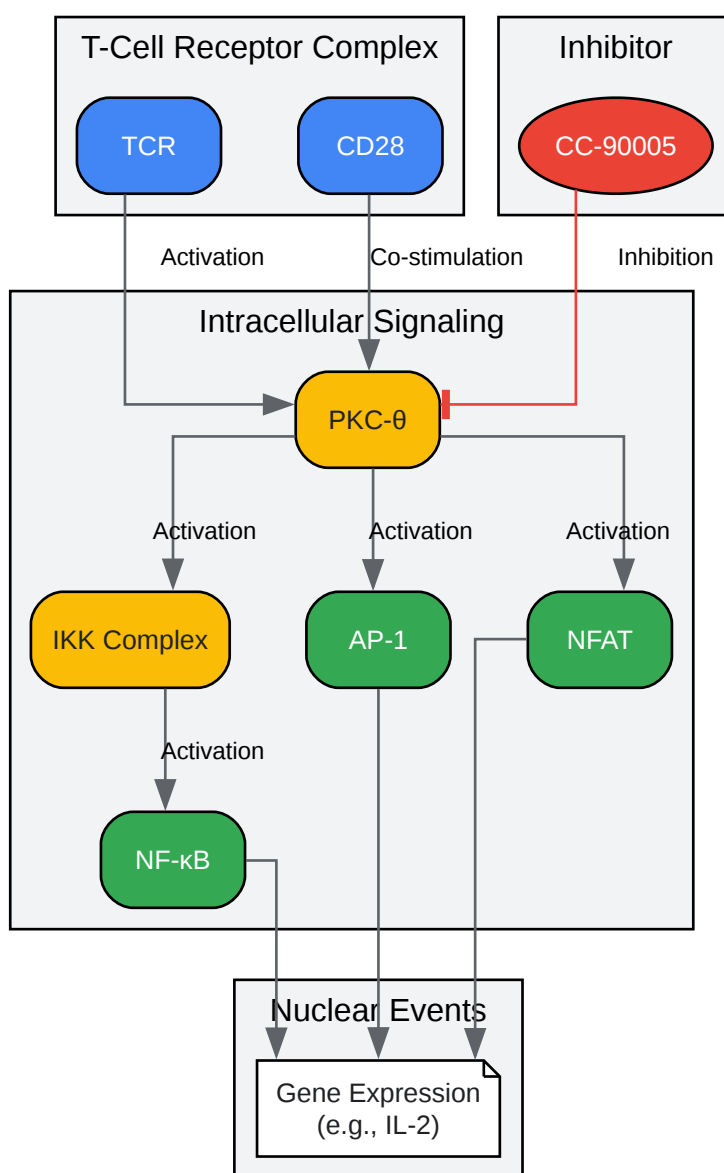 T-Cell Receptor Complex
Inhibitor
TCR
CD28
CC-90005
Activation
Co-stimulation
Inhibition
Intracellular Signaling
PKC-θ
Activation
Activation
Activation
IKK Complex
AP-1
NFAT
Activation
NF-κB
Nuclear Events
Gene Expression
(e.g., IL-2)